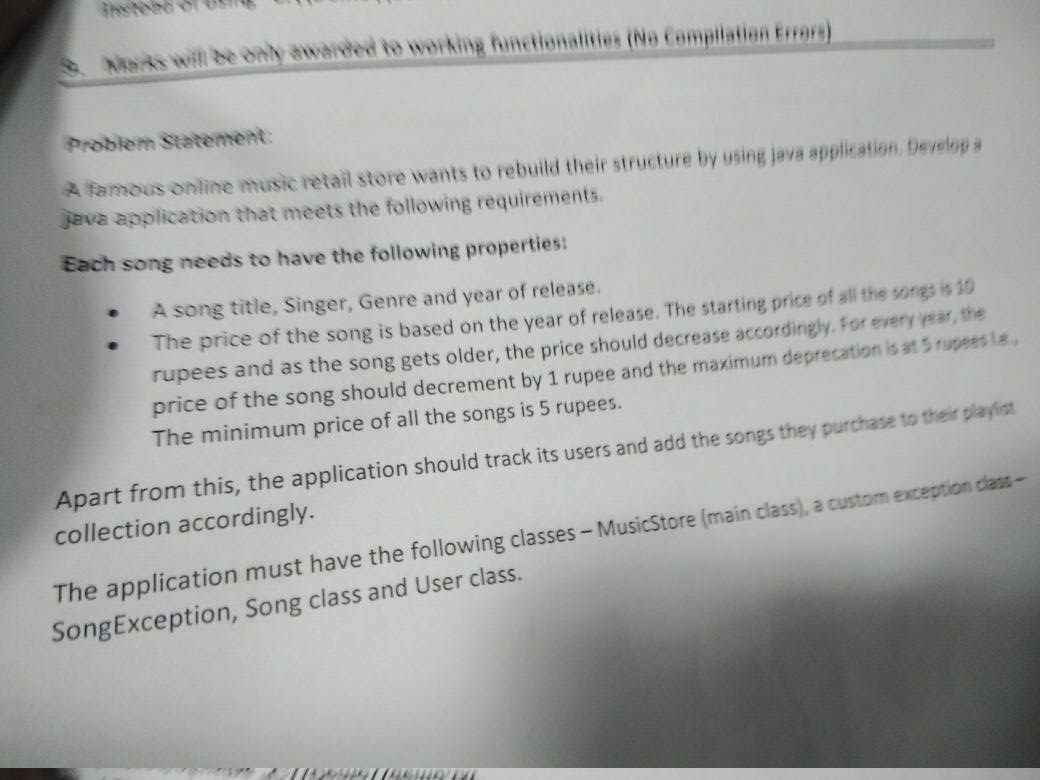 Instead of using
Marks will be only awarded to working functionalities (No Compilation Errors)
Problem Statement:
A famous online music retail store wants to rebuild their structure by using java application. Develop a
java application that meets the following requirements.
Each song needs to have the following properties:
• A song title, Singer, Genre and year of release.
• The price of the song is based on the year of release. The starting price of all the songs is 10
rupees and as the song gets older, the price should decrease accordingly. For every year, the
price of the song should decrement by 1 rupee and the maximum deprecation is at 5 rupees i.e.,
The minimum price of all the songs is 5 rupees.
Apart from this, the application should track its users and add the songs they purchase to their playlist
collection accordingly.
The application must have the following classes – MusicStore (main class), a custom exception class –
SongException, Song class and User class.